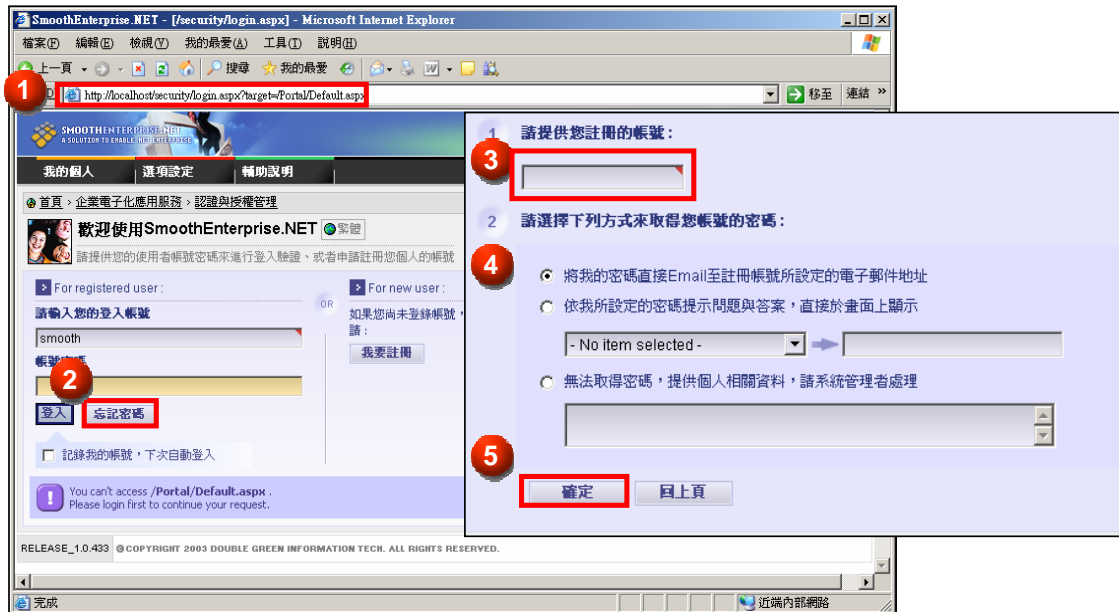 SmoothEnterprise.NET - [/security/login.aspx] - Microsoft Internet Explorer
檔案(F) 編輯(E) 檢視(V) 我的最愛(A) 工具(T) 說明(H)
上一頁 搜尋 我的最愛
1
http://localhost/security/login.aspx?target=/Portal/Default.aspx
移至 連結 »
SMOOTHENTERPRISE.NET
A SOLUTION TO ENABLE .NET ENTERPRISE
我的個人 選項設定 輔助說明
首頁 › 企業電子化應用服務 › 認證與授權管理
歡迎使用SmoothEnterprise.NET 繁體
請提供您的使用者帳號密碼來進行登入驗證、或者申請註冊您個人的帳號
For registered user :
請輸入您的登入帳號
smooth
帳號密碼
2
登入 忘記密碼
記錄我的帳號，下次自動登入
OR
For new user :
如果您尚未登錄帳號，
請：
我要註冊
You can't access /Portal/Default.aspx .
Please login first to continue your request.
RELEASE_1.0.433 @COPYRIGHT 2003 DOUBLE GREEN INFORMATION TECH. ALL RIGHTS RESERVED.
完成 近端內部網路
1 請提供您註冊的帳號：
3
2 請選擇下列方式來取得您帳號的密碼：
4
將我的密碼直接Email至註冊帳號所設定的電子郵件地址
依我所設定的密碼提示問題與答案，直接於畫面上顯示
- No item selected -
無法取得密碼，提供個人相關資料，請系統管理者處理
5
確定 回上頁